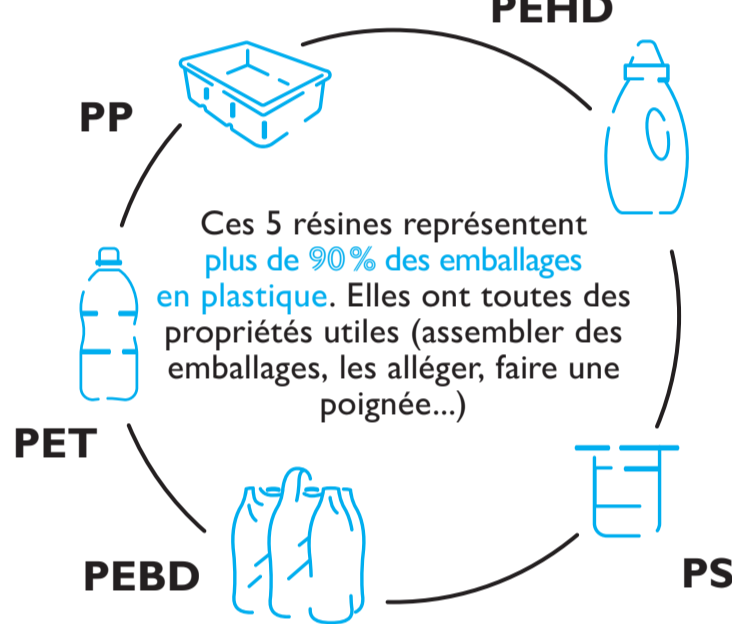 PEHD
PP
Ces 5 résines représentent
plus de 90 % des emballages
en plastique. Elles ont toutes des
propriétés utiles (assembler des
emballages, les alléger, faire une
poignée...)
PET
PEBD
PS